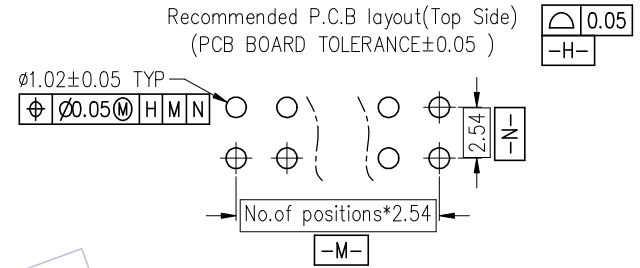 Recommended P.C.B layout(Top Side)
(PCB BOARD TOLERANCE±0.05 )
⌓ 0.05
-H-
ø1.02±0.05 TYP
⌖ Ø0.05Ⓜ H M N
2.54
-N-
No.of positions*2.54
-M-